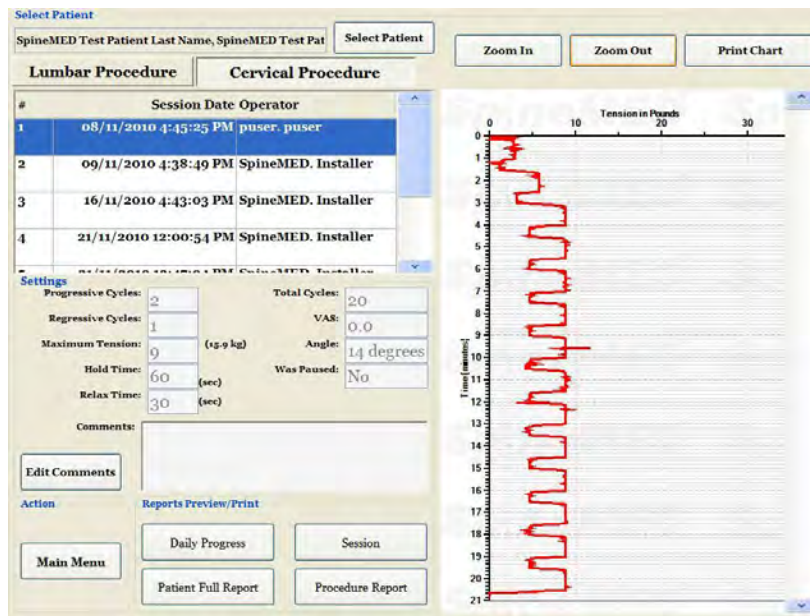 Select Patient
SpineMED Test Patient Last Name, SpineMED Test Pat
Select Patient
Zoom In
Zoom Out
Print Chart
Lumbar Procedure
Cervical Procedure
# Session Date Operator
1 08/11/2010 4:45:25 PM puser. puser
2 09/11/2010 4:38:49 PM SpineMED. Installer
3 16/11/2010 4:43:03 PM SpineMED. Installer
4 21/11/2010 12:00:54 PM SpineMED. Installer
Settings
Progressive Cycles: 2
Total Cycles: 20
Regressive Cycles: 1
VAS: 0.0
Maximum Tension: 9 (15.9 kg)
Angle: 14 degrees
Hold Time: 60 (sec)
Was Paused: No
Relax Time: 30 (sec)
Comments:
Edit Comments
Action
Reports Preview/Print
Main Menu
Daily Progress
Session
Patient Full Report
Procedure Report
Tension in Pounds
0 10 20 30
Time [minutes]
0
1
2
3
4
5
6
7
8
9
10
11
12
13
14
15
16
17
18
19
20
21